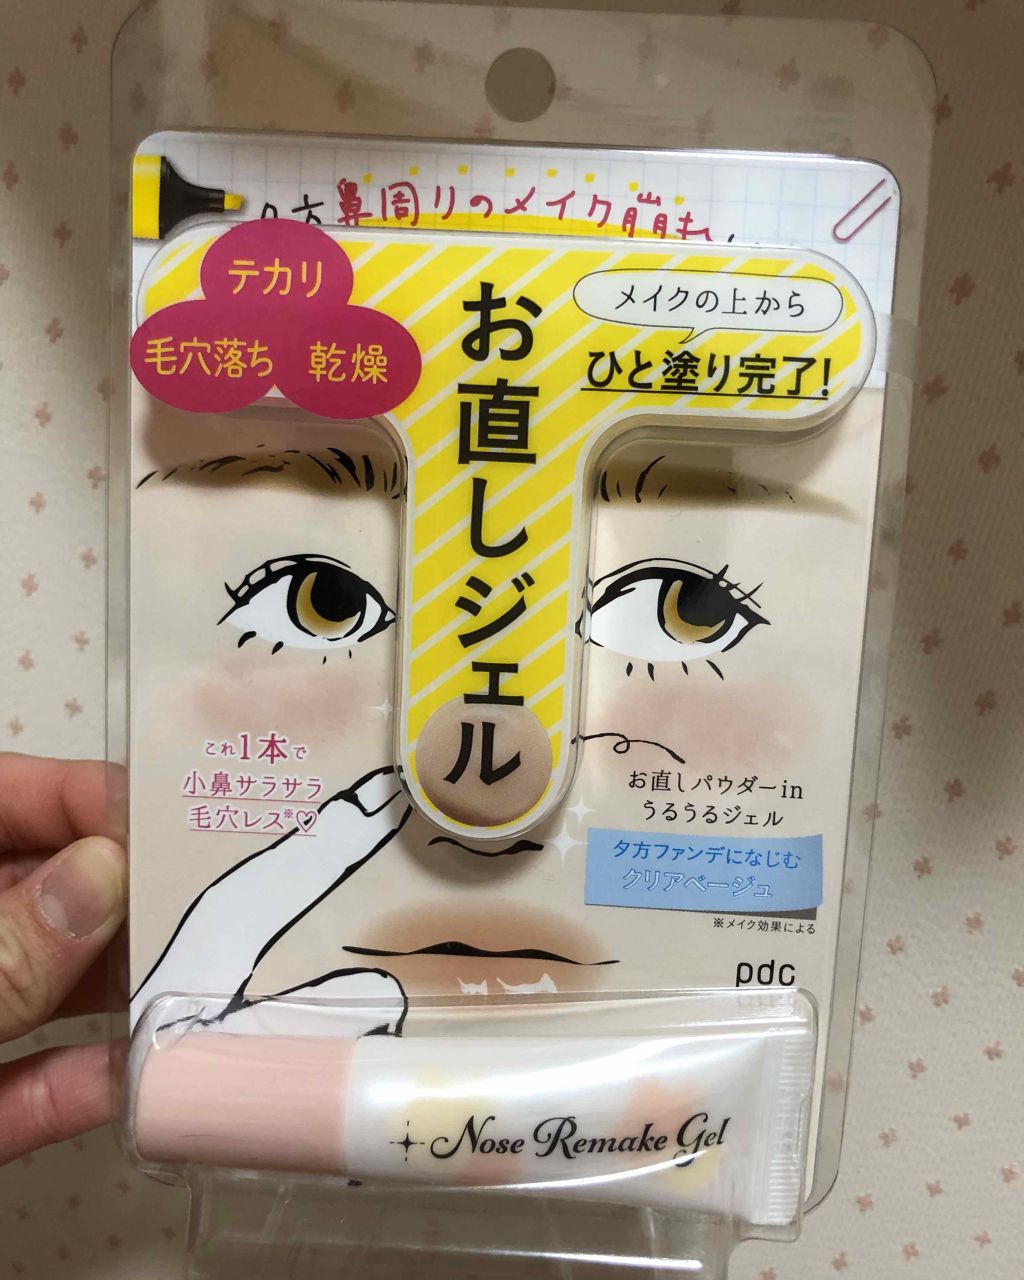 夕方鼻周りのメイク崩れ
テカリ
毛穴落ち 乾燥
お直しジェル
メイクの上から
ひと塗り完了!
これ1本で
小鼻サラサラ
毛穴レス※♡
お直しパウダーin
うるうるジェル
夕方ファンデになじむ
クリアベージュ
※メイク効果による
pdc
Nose Remake Gel